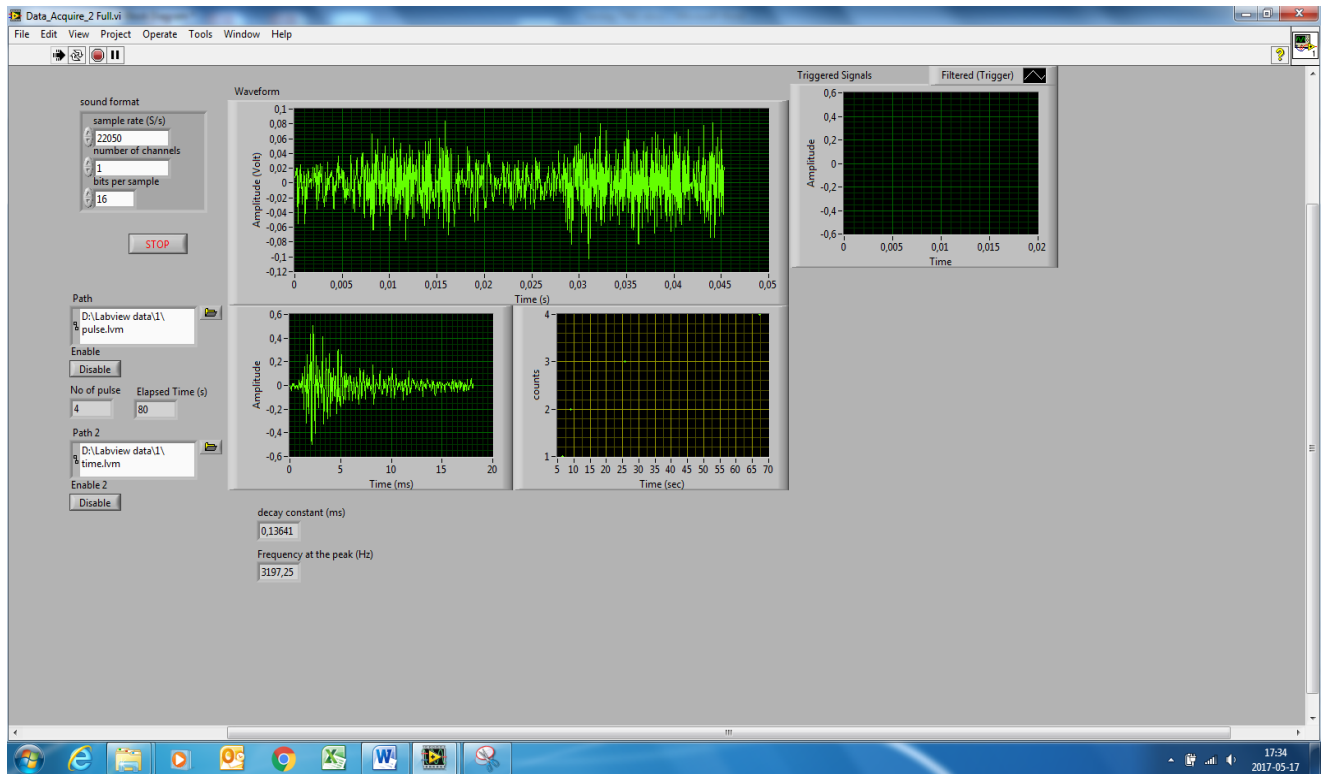 Data_Acquire_2 Full.vi
File Edit View Project Operate Tools Window Help
sound format
sample rate (S/s)
22050
number of channels
1
bits per sample
16
STOP
Path
D:\Labview data\1\
pulse.lvm
Enable
Disable
No of pulse
4
Elapsed Time (s)
80
Path 2
D:\Labview data\1\
time.lvm
Enable 2
Disable
Waveform
Amplitude (Volt)
0,1
0,08
0,06
0,04
0,02
0
-0,02
-0,04
-0,06
-0,08
-0,1
-0,12
0 0,005 0,01 0,015 0,02 0,025 0,03 0,035 0,04 0,045 0,05
Time (s)
Triggered Signals
Filtered (Trigger)
Amplitude
0,6
0,4
0,2
0
-0,2
-0,4
-0,6
0 0,005 0,01 0,015 0,02
Time
Amplitude
0,6
0,4
0,2
0
-0,2
-0,4
-0,6
0 5 10 15 20
Time (ms)
counts
4
3
2
1
5 10 15 20 25 30 35 40 45 50 55 60 65 70
Time (sec)
decay constant (ms)
0,13641
Frequency at the peak (Hz)
3197,25
17:34
2017-05-17